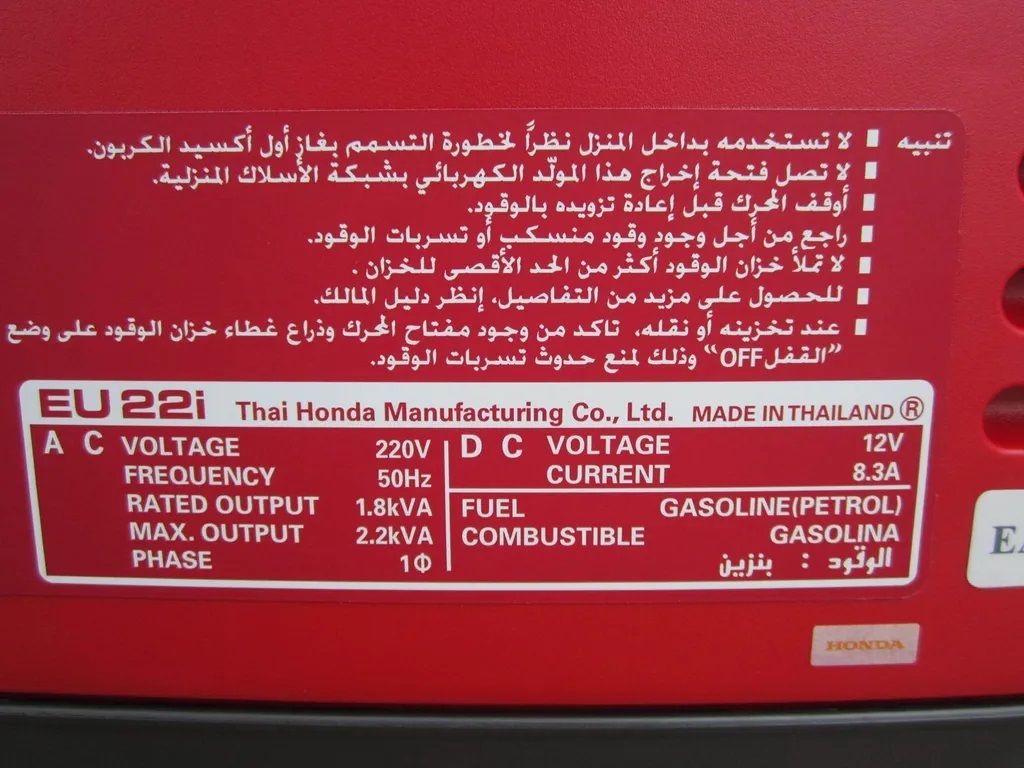 تنبيه ■ لا تستخدمه بداخل المنزل نظراً لخطورة التسمم بغاز أول أكسيد الكربون.
■ لا تصل فتحة إخراج هذا المولّد الكهربائي بشبكة الأسلاك المنزلية.
■ أوقف المحرك قبل إعادة تزويده بالوقود.
■ راجع من أجل وجود وقود منسكب أو تسربات الوقود.
■ لا تملأ خزان الوقود أكثر من الحد الأقصى للخزان .
■ للحصول على مزيد من التفاصيل، إنظر دليل المالك.
■ عند تخزينه أو نقله، تاكد من وجود مفتاح المحرك وذراع غطاء خزان الوقود على وضع
”القفلOFF“ وذلك لمنع حدوث تسربات الوقود.
EU 22i Thai Honda Manufacturing Co., Ltd. MADE IN THAILAND ®
A C VOLTAGE 220V
FREQUENCY 50Hz
RATED OUTPUT 1.8kVA
MAX. OUTPUT 2.2kVA
PHASE 1Φ
D C VOLTAGE 12V
CURRENT 8.3A
FUEL GASOLINE(PETROL)
COMBUSTIBLE GASOLINA
الوقود : بنزين
HONDA